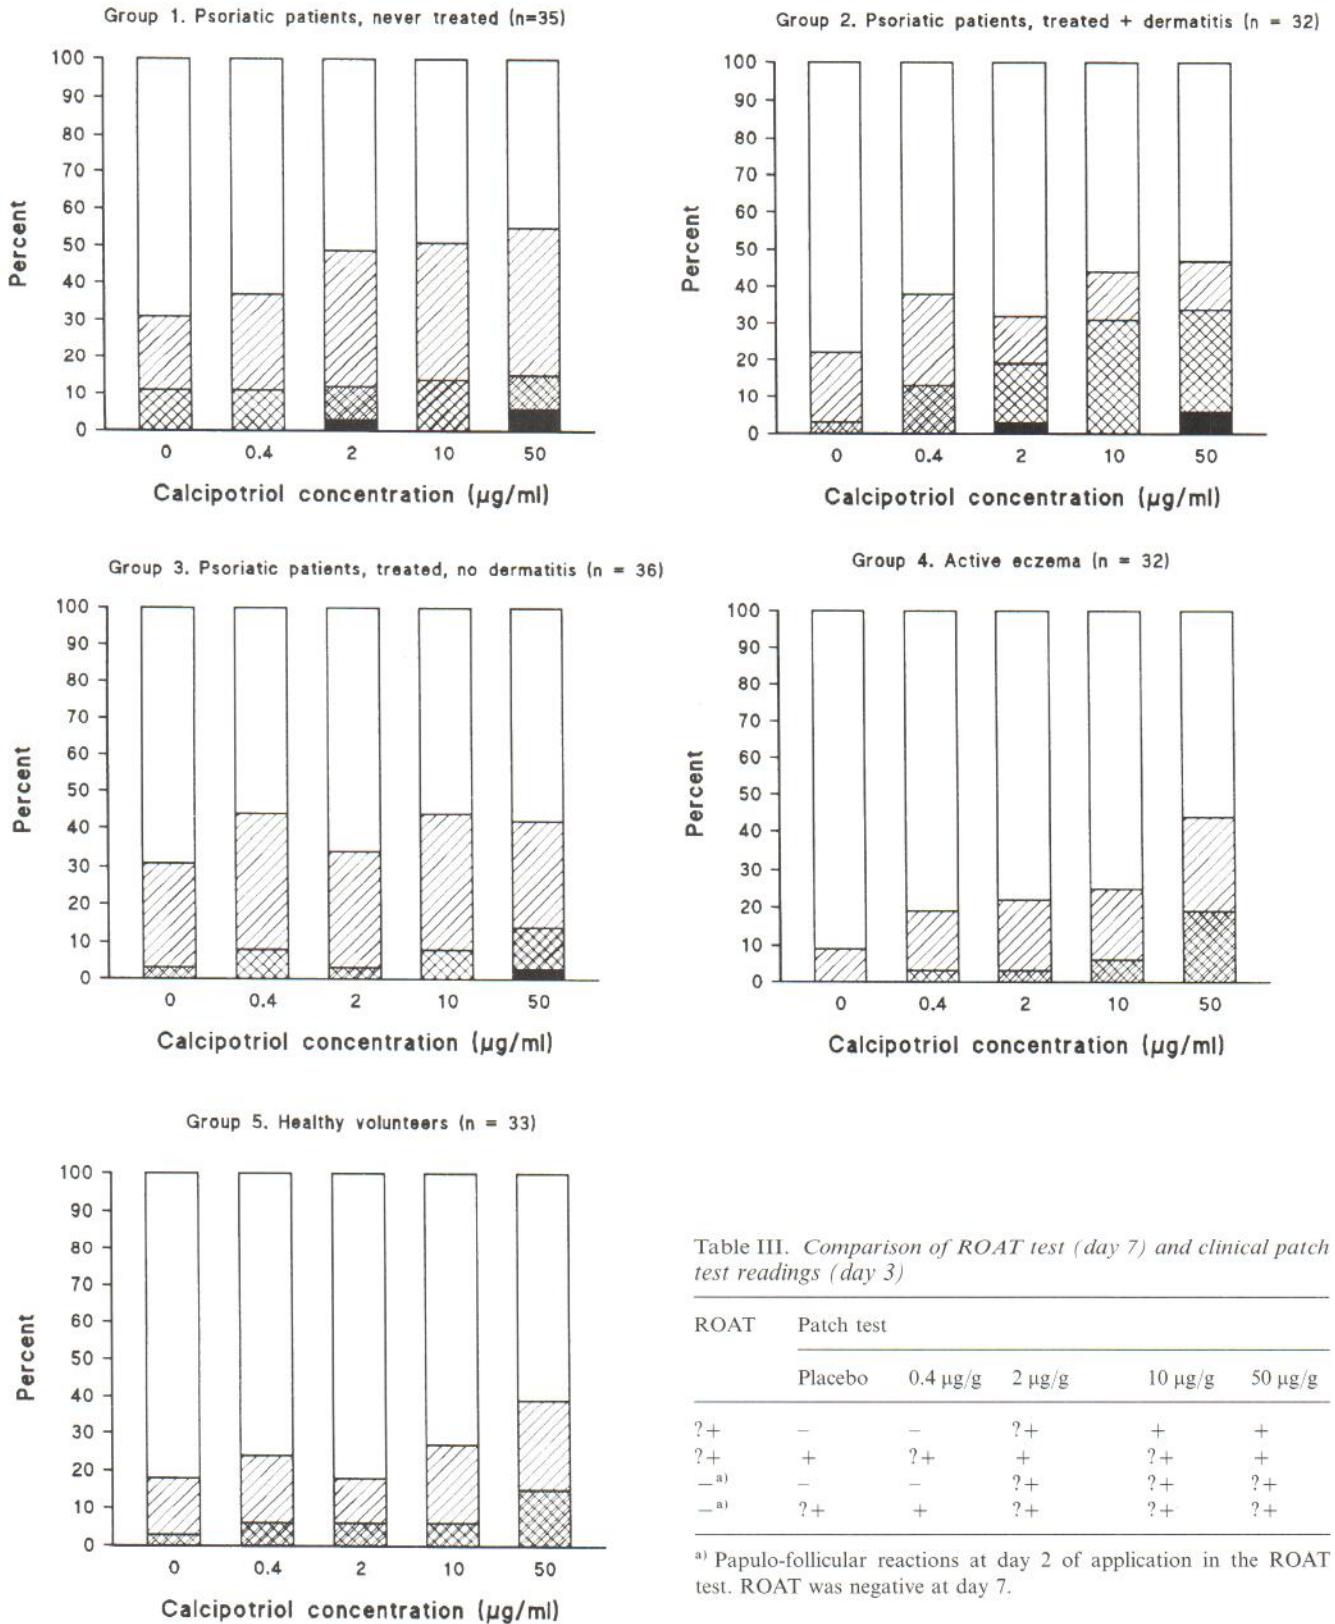 Group 1. Psoriatic patients, never treated (n=35)
100
90
80
70
60
50
40
30
20
10
0
Percent
0 0.4 2 10 50
Calcipotriol concentration (µg/ml)
Group 2. Psoriatic patients, treated + dermatitis (n = 32)
100
90
80
70
60
50
40
30
20
10
0
Percent
0 0.4 2 10 50
Calcipotriol concentration (µg/ml)
Group 3. Psoriatic patients, treated, no dermatitis (n = 36)
100
90
80
70
60
50
40
30
20
10
0
Percent
0 0.4 2 10 50
Calcipotriol concentration (µg/ml)
Group 4. Active eczema (n = 32)
100
90
80
70
60
50
40
30
20
10
0
Percent
0 0.4 2 10 50
Calcipotriol concentration (µg/ml)
Group 5. Healthy volunteers (n = 33)
100
90
80
70
60
50
40
30
20
10
0
Percent
0 0.4 2 10 50
Calcipotriol concentration (µg/ml)
Table III. Comparison of ROAT test (day 7) and clinical patch
test readings (day 3)
ROAT Patch test
Placebo 0.4 µg/g 2 µg/g 10 µg/g 50 µg/g
?+ – – ?+ + +
?+ + ?+ + ?+ +
–a) – – ?+ ?+ ?+
–a) ?+ + ?+ ?+ ?+
a) Papulo-follicular reactions at day 2 of application in the ROAT
test. ROAT was negative at day 7.